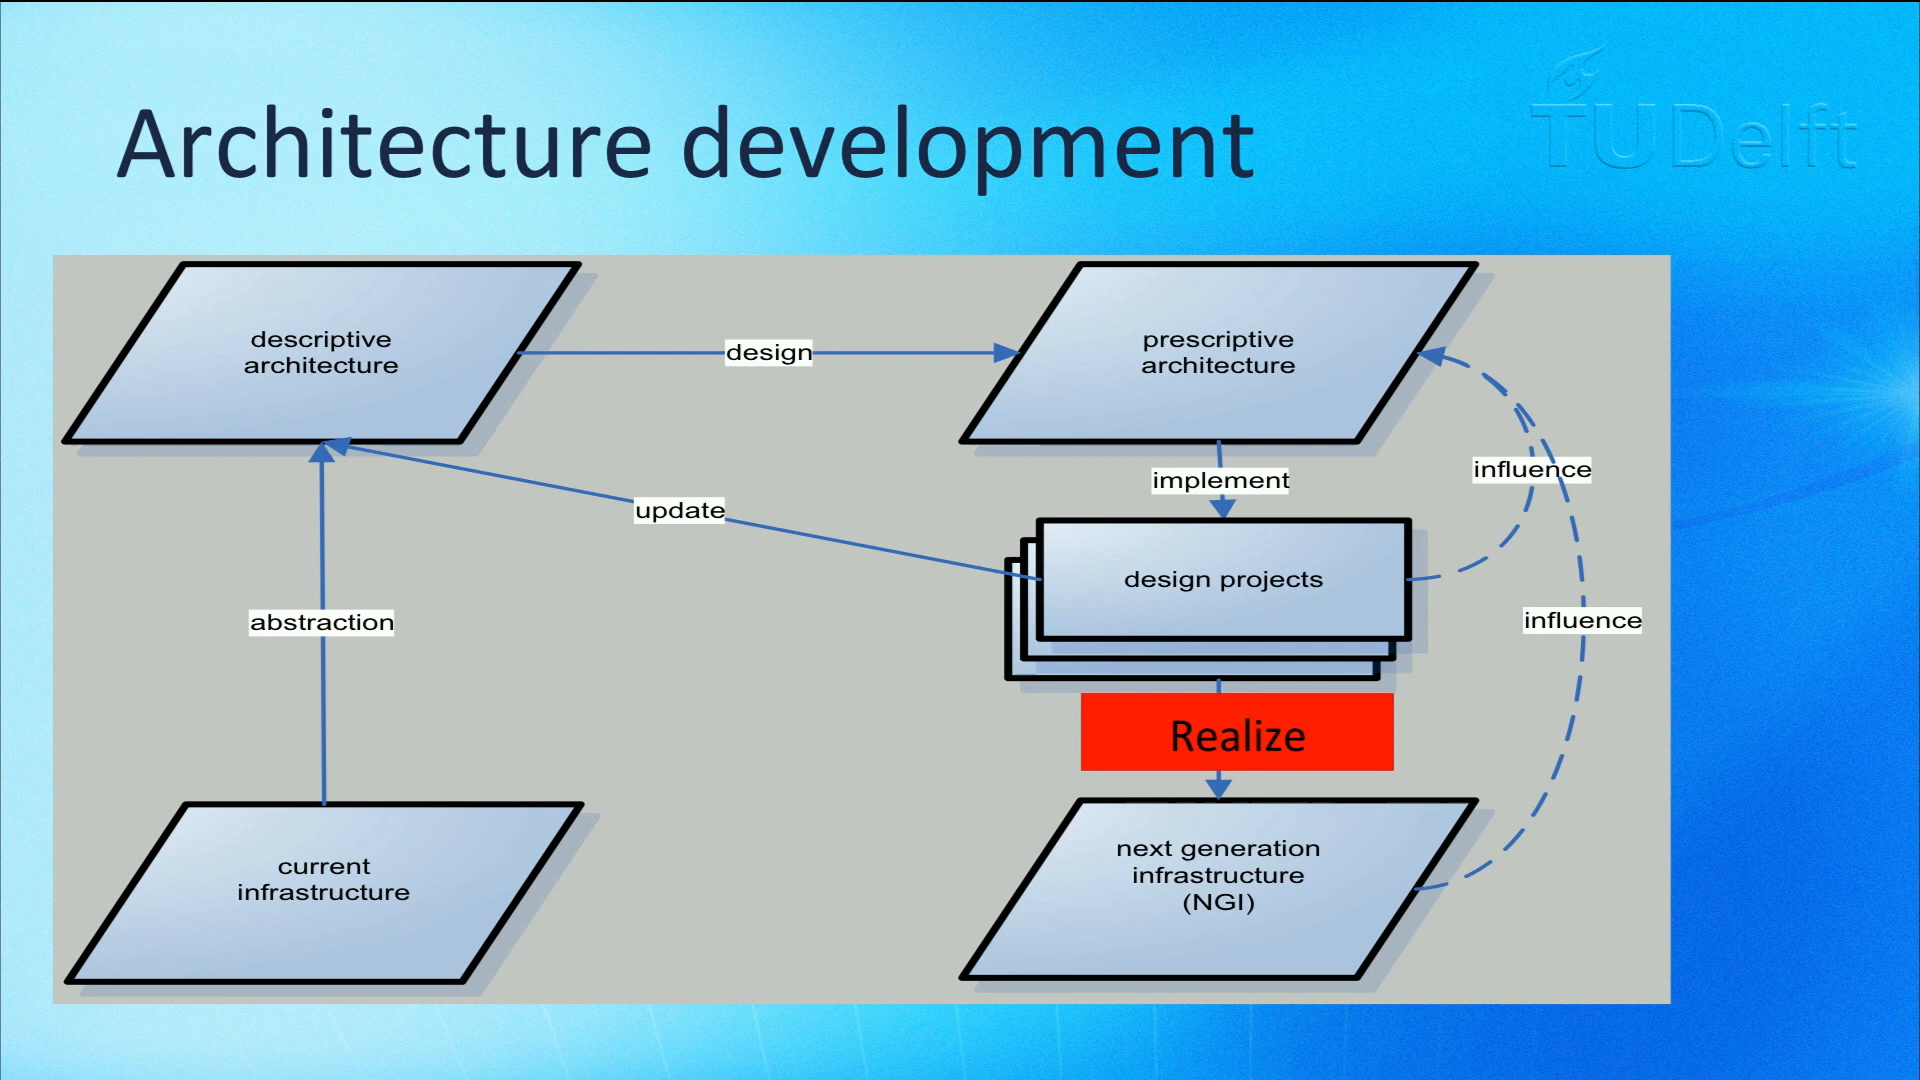 Architecture development
TUDelft
descriptive
architecture
design
prescriptive
architecture
implement
influence
update
design projects
abstraction
influence
Realize
current
infrastructure
next generation
infrastructure
(NGI)